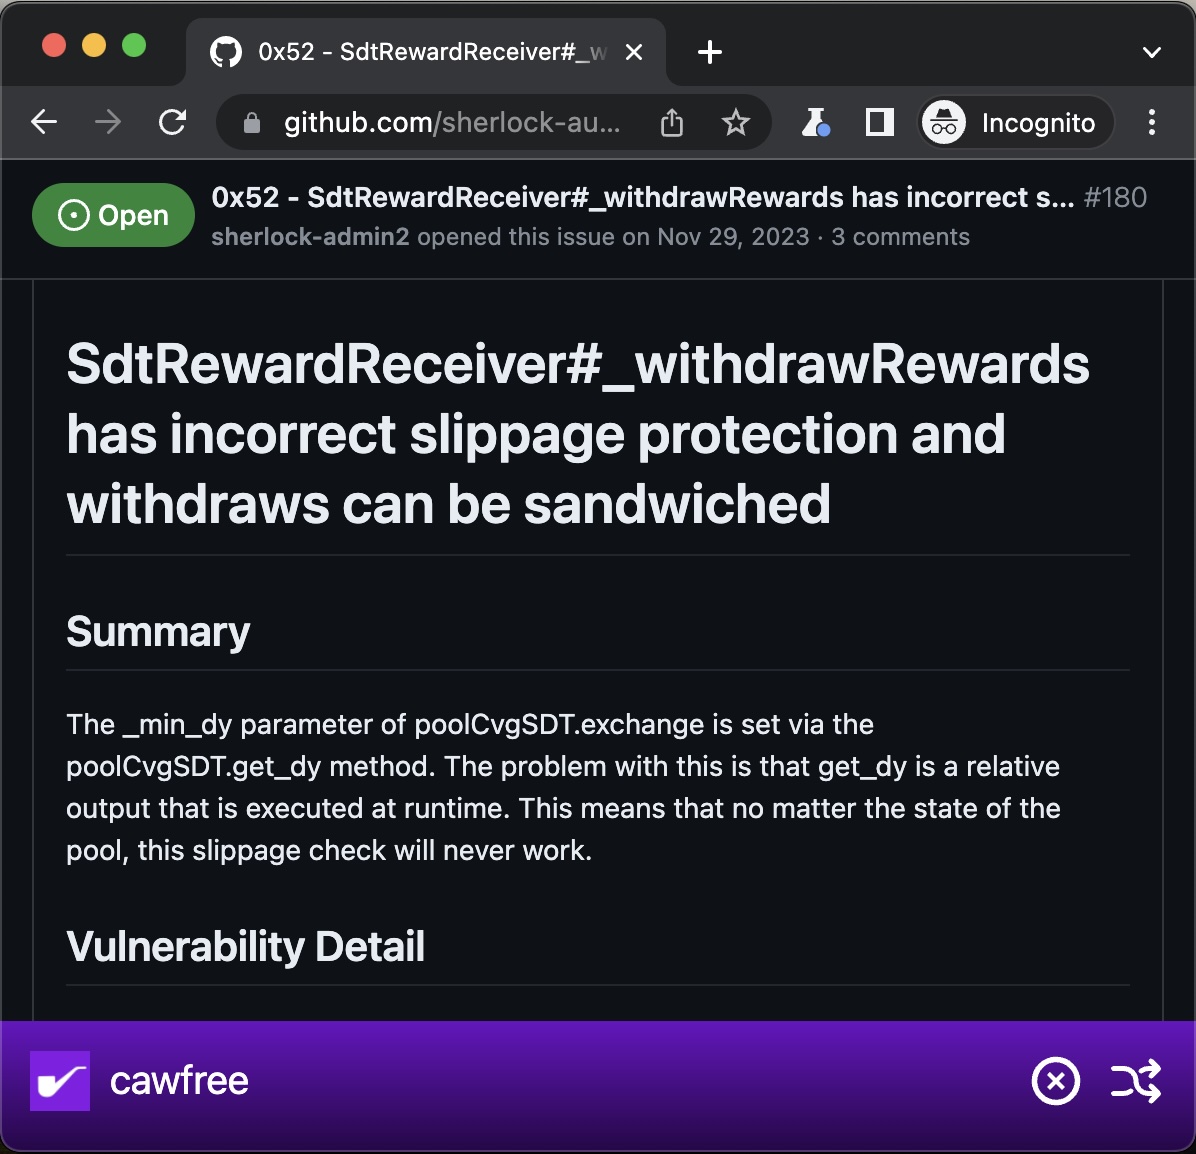 0x52 - SdtRewardReceiver#_w
github.com/sherlock-au...
Incognito
Open
0x52 - SdtRewardReceiver#_withdrawRewards has incorrect s... #180
sherlock-admin2 opened this issue on Nov 29, 2023 · 3 comments
SdtRewardReceiver#_withdrawRewards
has incorrect slippage protection and
withdraws can be sandwiched
Summary
The _min_dy parameter of poolCvgSDT.exchange is set via the
poolCvgSDT.get_dy method. The problem with this is that get_dy is a relative
output that is executed at runtime. This means that no matter the state of the
pool, this slippage check will never work.
Vulnerability Detail
cawfree